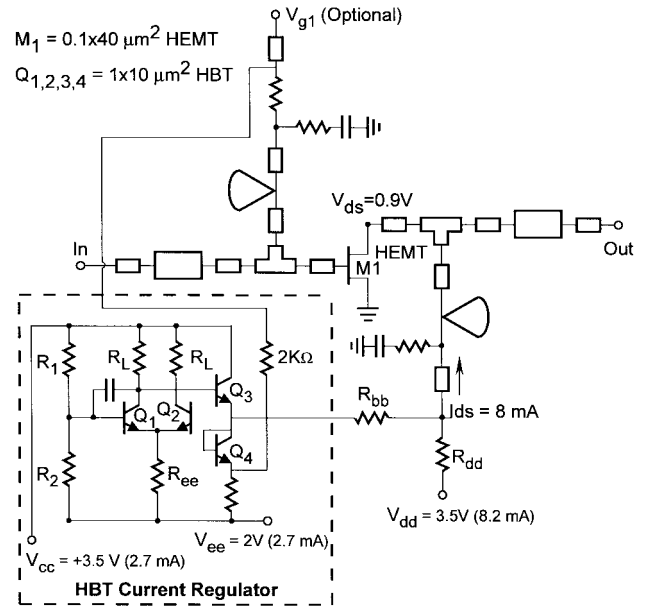 Vg1 (Optional)
M1 = 0.1x40 μm2 HEMT
Q1,2,3,4 = 1x10 μm2 HBT
Vds=0.9V
In
M1
HEMT
Out
R1
RL
RL
2KΩ
Q3
Q1
Q2
Rbb
Ids = 8 mA
Q4
R2
Ree
Rdd
Vdd = 3.5V (8.2 mA)
Vee = 2V (2.7 mA)
Vcc = +3.5 V (2.7 mA)
HBT Current Regulator